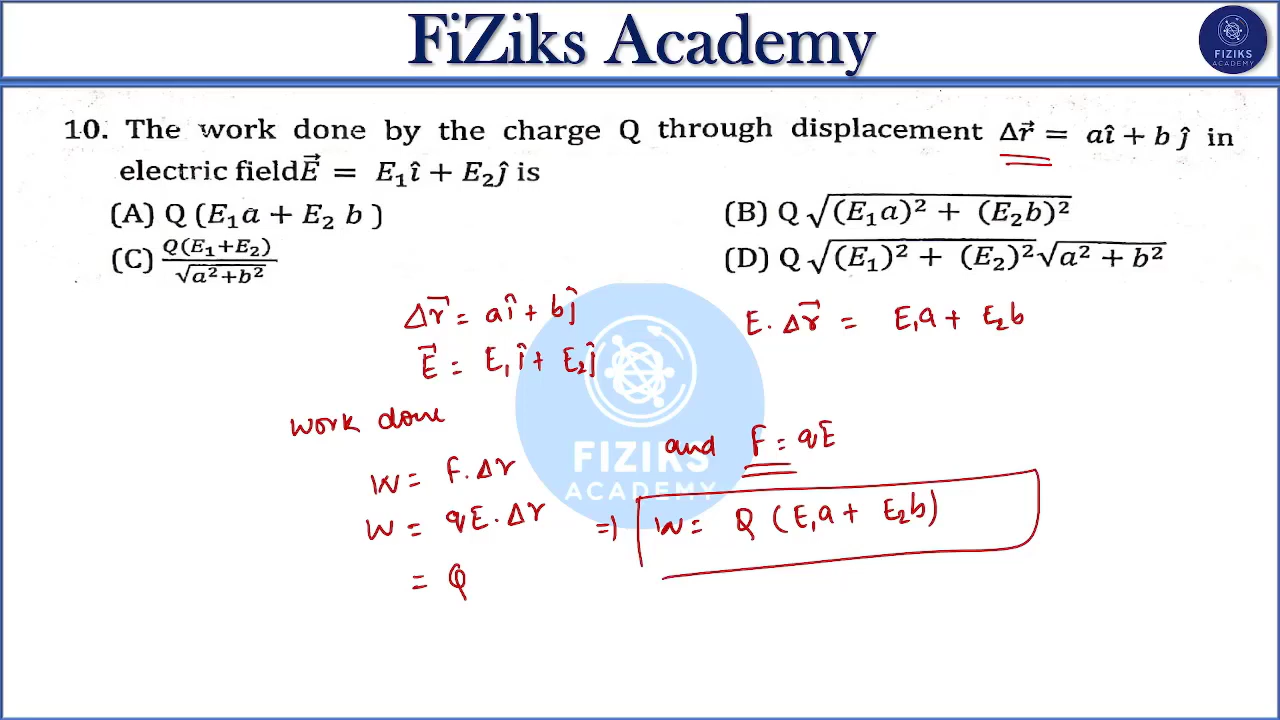 FiZiks Academy
FIZIKS
ACADEMY
10. The work done by the charge Q through displacement Δr⃗ = aî + b ĵ in
electric fieldE⃗ = E₁î + E₂ĵ is
(A) Q (E₁a + E₂ b )
(B) Q √((E₁a)² + (E₂b)²)
(C) Q(E₁+E₂)/√(a²+b²)
(D) Q √((E₁)² + (E₂)²)√(a² + b²)
Δr⃗ = aî + bĵ
E. Δr⃗ = E₁a + E₂b
E⃗ = E₁î + E₂ĵ
work done
and F = qE
FIZIKS
ACADEMY
W = F.Δr
W = qE.Δr
⇒ W = Q (E₁a + E₂b)
= Q